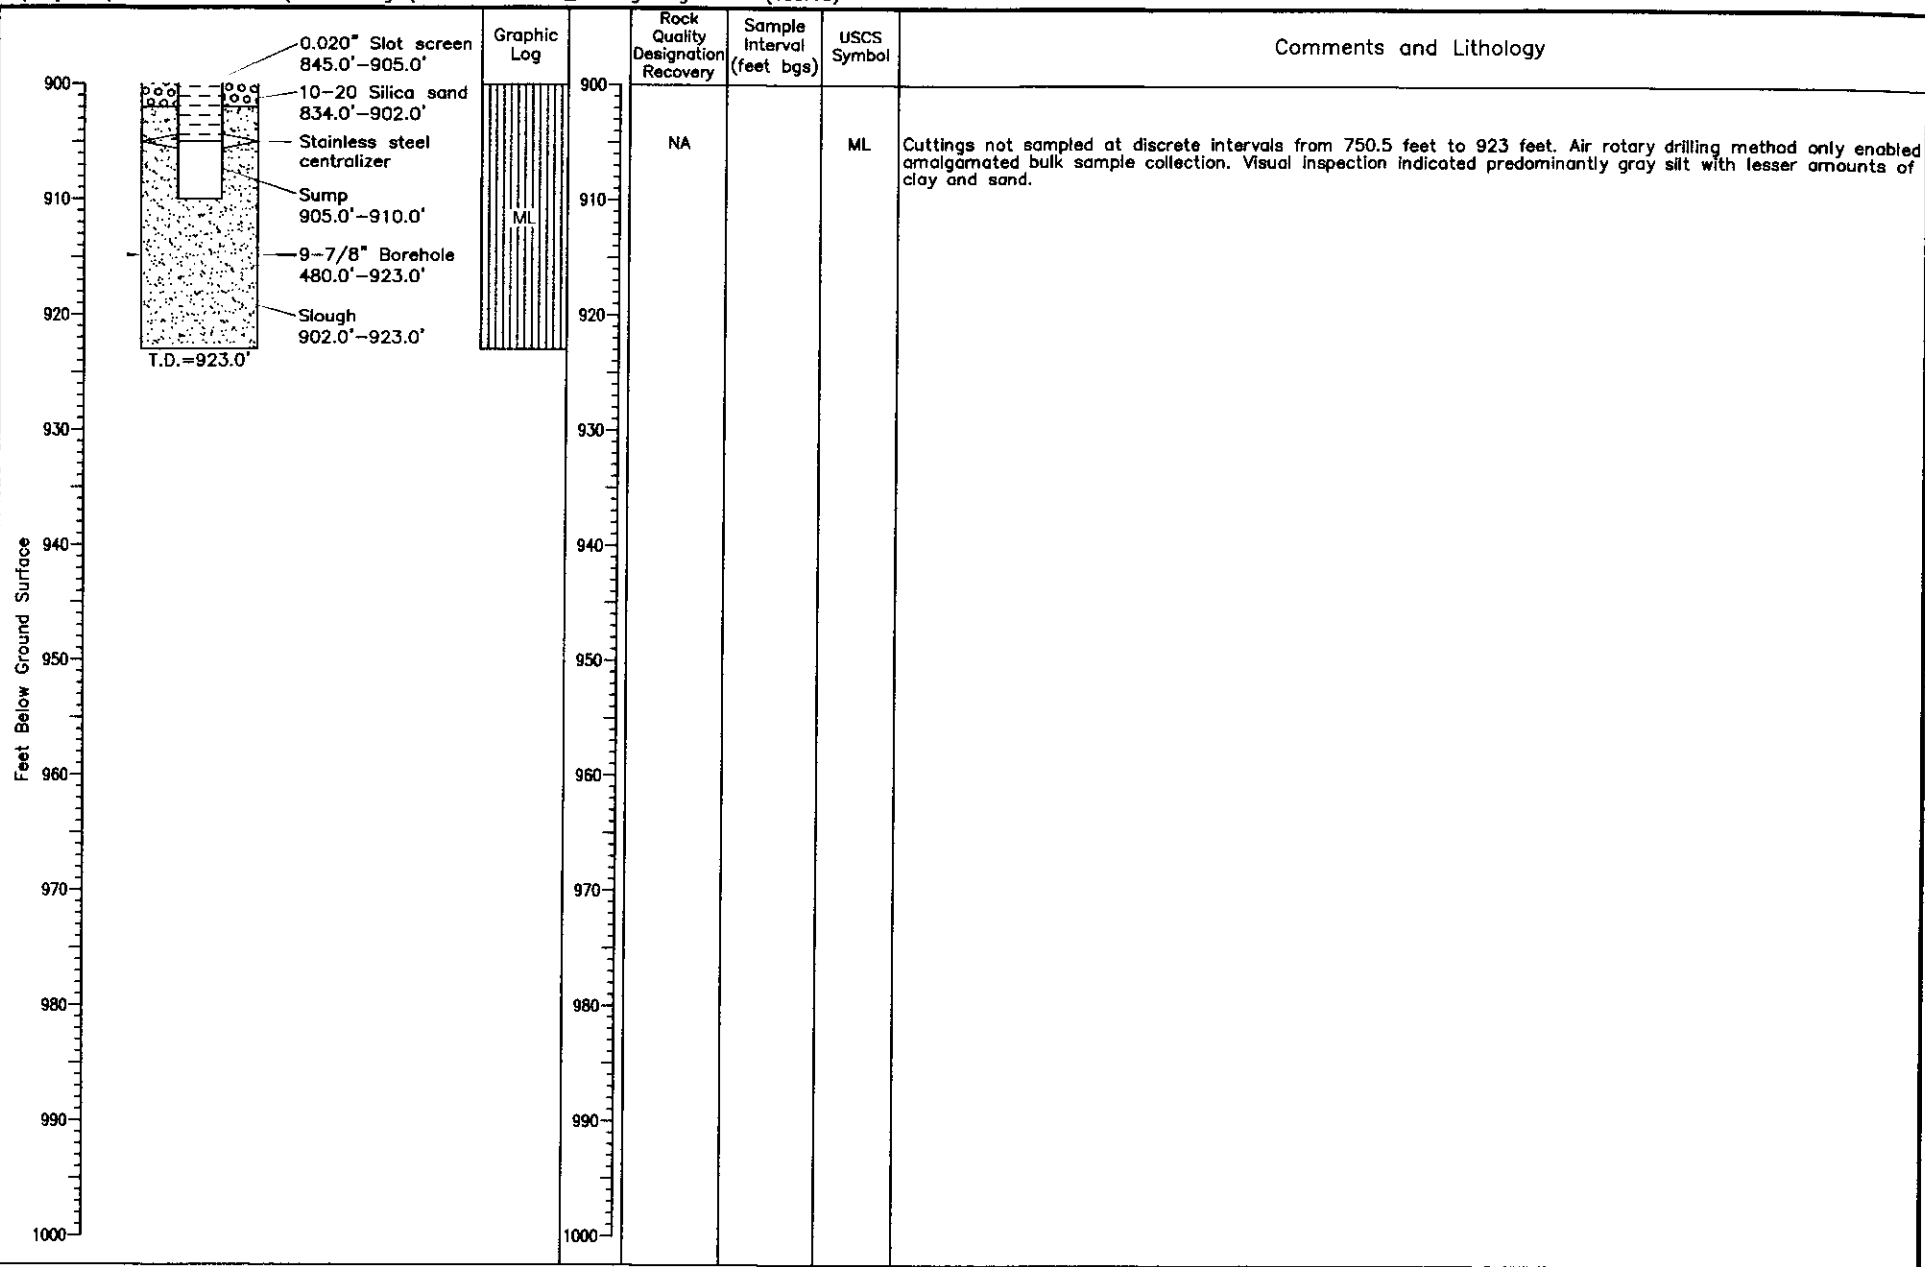 0.020" Slot screen
845.0'-905.0'
10-20 Silica sand
834.0'-902.0'
Stainless steel
centralizer
Sump
905.0'-910.0'
9-7/8" Borehole
480.0'-923.0'
Slough
902.0'-923.0'
T.D.=923.0'
Feet Below Ground Surface
900
910
920
930
940
950
960
970
980
990
1000
Graphic
Log
ML
900
910
920
930
940
950
960
970
980
990
1000
Rock
Quality
Designation
Recovery
NA
Sample
Interval
(feet bgs)
USCS
Symbol
ML
Comments and Lithology
Cuttings not sampled at discrete intervals from 750.5 feet to 923 feet. Air rotary drilling method only enabled
amalgamated bulk sample collection. Visual inspection indicated predominantly gray silt with lesser amounts of
clay and sand.